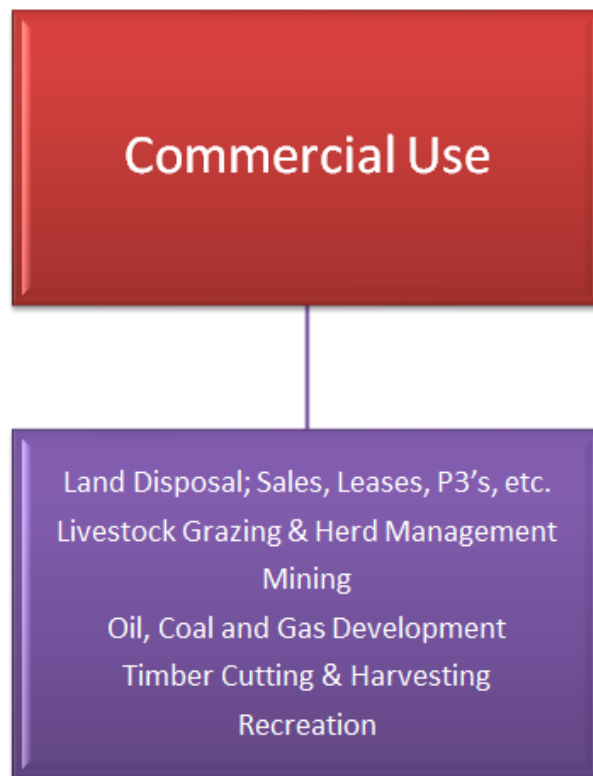 Commercial Use
Land Disposal; Sales, Leases, P3's, etc.
Livestock Grazing & Herd Management
Mining
Oil, Coal and Gas Development
Timber Cutting & Harvesting
Recreation